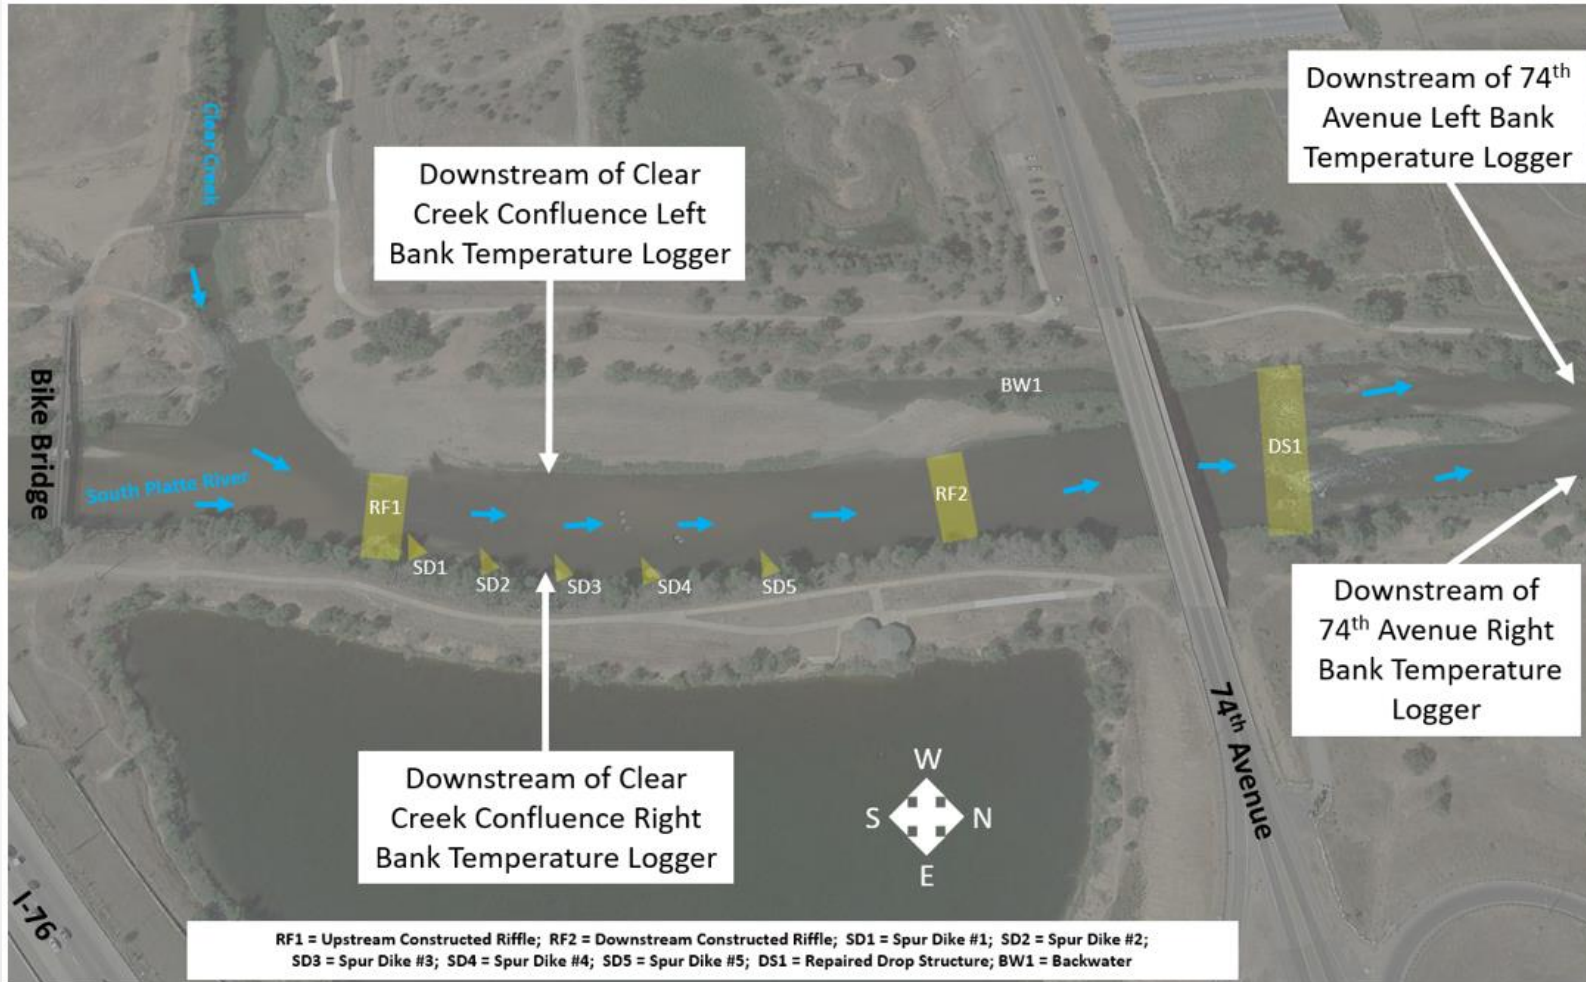 Clear Creek
Downstream of 74th
Avenue Left Bank
Temperature Logger
Downstream of Clear
Creek Confluence Left
Bank Temperature Logger
Bike Bridge
South Platte River
BW1
RF1
RF2
DS1
SD1
SD2
SD3
SD4
SD5
Downstream of
74th Avenue Right
Bank Temperature
Logger
74th Avenue
Downstream of Clear
Creek Confluence Right
Bank Temperature Logger
W
S
N
E
I-76
RF1 = Upstream Constructed Riffle; RF2 = Downstream Constructed Riffle; SD1 = Spur Dike #1; SD2 = Spur Dike #2;
SD3 = Spur Dike #3; SD4 = Spur Dike #4; SD5 = Spur Dike #5; DS1 = Repaired Drop Structure; BW1 = Backwater